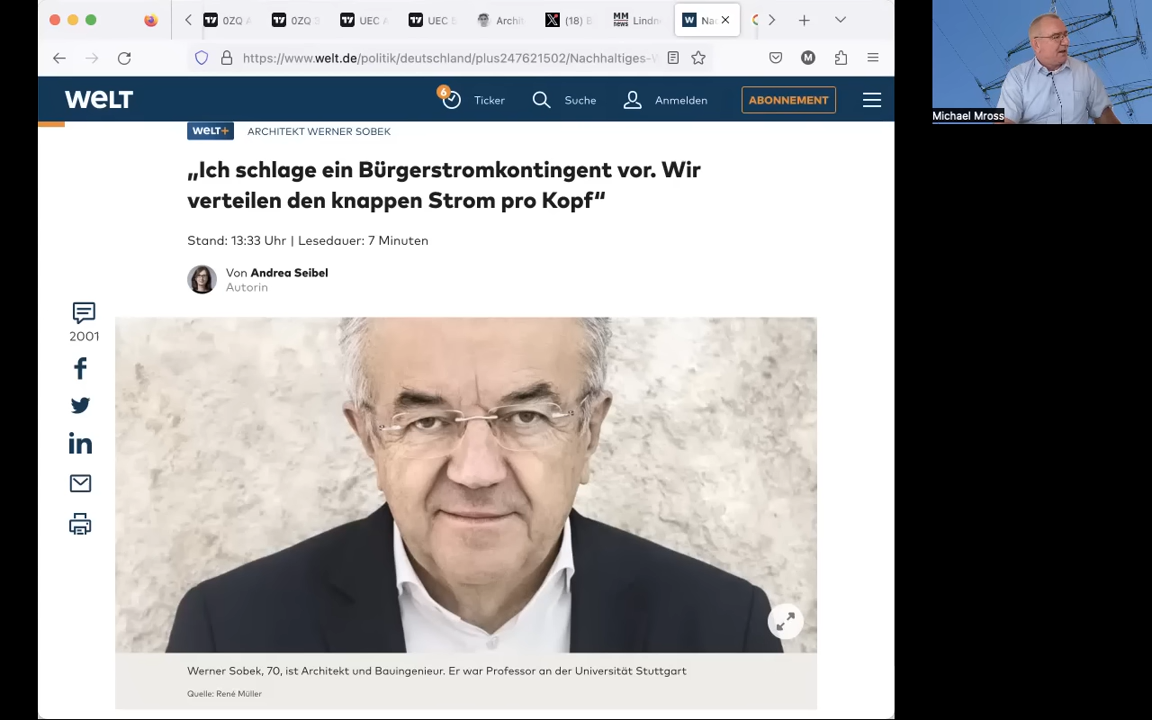 0ZQ
0ZQ
UEC
UEC
Archit
(18)
MM
news
Lindn
W
https://www.welt.de/politik/deutschland/plus247621502/Nachhaltiges-
M
Michael Mross
WELT
6
Ticker
Suche
Anmelden
ABONNEMENT
WELT+
ARCHITEKT WERNER SOBEK
„Ich schlage ein Bürgerstromkontingent vor. Wir
verteilen den knappen Strom pro Kopf“
Stand: 13:33 Uhr | Lesedauer: 7 Minuten
Von Andrea Seibel
Autorin
2001
Werner Sobek, 70, ist Architekt und Bauingenieur. Er war Professor an der Universität Stuttgart
Quelle: René Müller